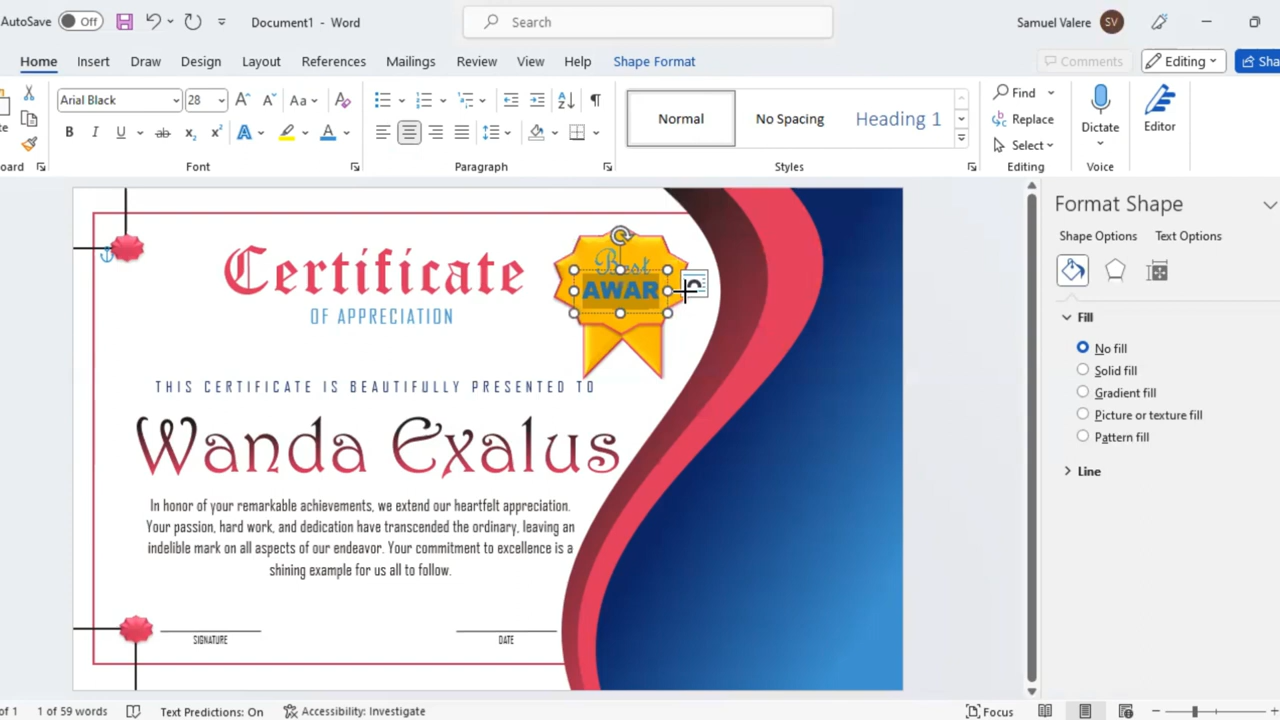 AutoSave Off Document1 - Word Search Samuel Valere SV
Home Insert Draw Design Layout References Mailings Review View Help Shape Format Comments Editing Sha
Arial Black 28 Aa Find
Replace
Select
Normal No Spacing Heading 1
Dictate Editor
oard Font Paragraph Styles Editing Voice
Format Shape
Shape Options Text Options
Fill
No fill
Solid fill
Gradient fill
Picture or texture fill
Pattern fill
Line
Certificate
OF APPRECIATION
Best
AWAR
THIS CERTIFICATE IS BEAUTIFULLY PRESENTED TO
Wanda Exalus
In honor of your remarkable achievements, we extend our heartfelt appreciation.
Your passion, hard work, and dedication have transcended the ordinary, leaving an
indelible mark on all aspects of our endeavor. Your commitment to excellence is a
shining example for us all to follow.
SIGNATURE DATE
of 1 1 of 59 words Text Predictions: On Accessibility: Investigate Focus